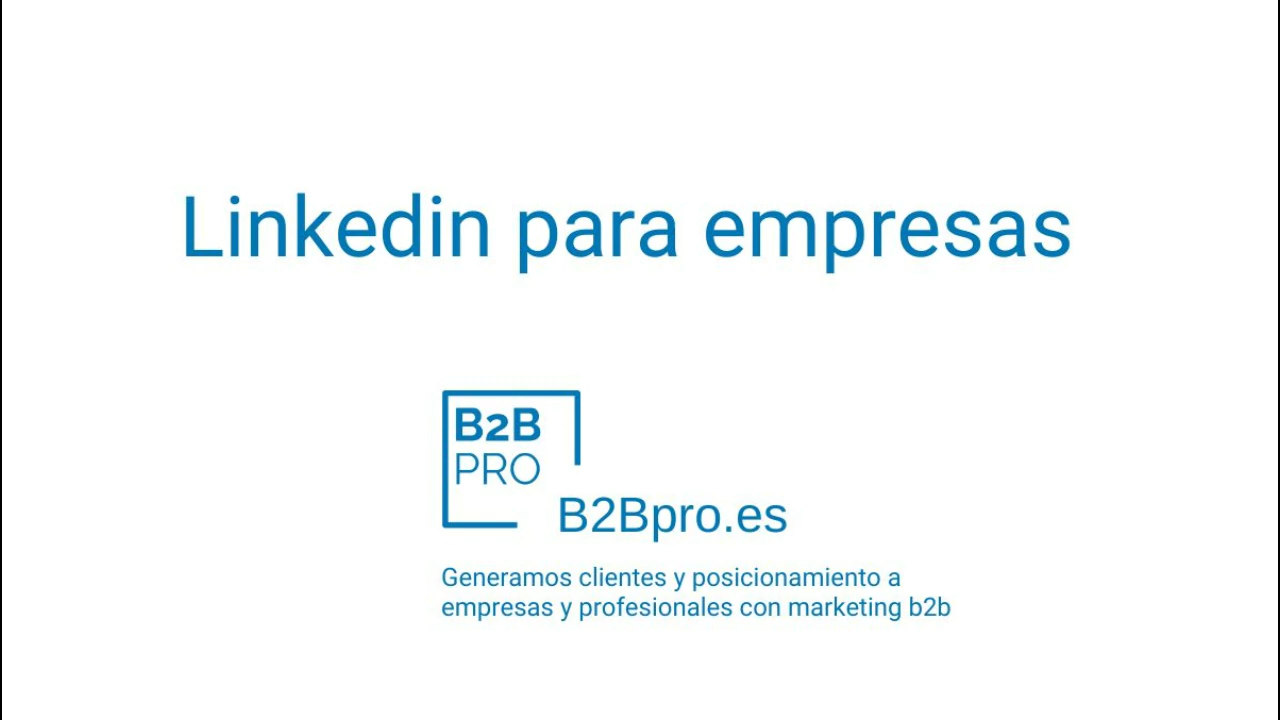 Linkedin para empresas
B2B
PRO
B2Bpro.es
Generamos clientes y posicionamiento a
empresas y profesionales con marketing b2b